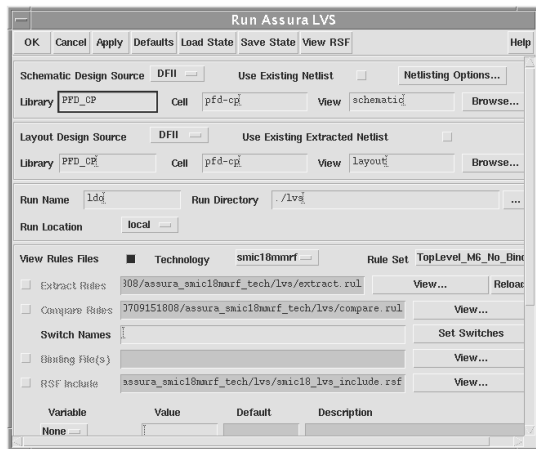 Run Assura LVS
OK Cancel Apply Defaults Load State Save State View RSF Help
Schematic Design Source DFII Use Existing Netlist Netlisting Options...
Library PFD_CP Cell pfd-cp View schematic Browse...
Layout Design Source DFII Use Existing Extracted Netlist
Library PFD_CP Cell pfd-cp View layout Browse...
Run Name ldo Run Directory ./lvs ...
Run Location local
View Rules Files Technology smic18mmrf Rule Set TopLevel_M6_No_Bind
Extract Rules 308/assura_smic18mmrf_tech/lvs/extract.rul View... Reload
Compare Rules 0709151808/assura_smic18mmrf_tech/lvs/compare.rul View...
Switch Names Set Switches
Binding File(s) View...
RSF Include assura_smic18mmrf_tech/lvs/smic18_lvs_include.rsf View...
Variable Value Default Description
None